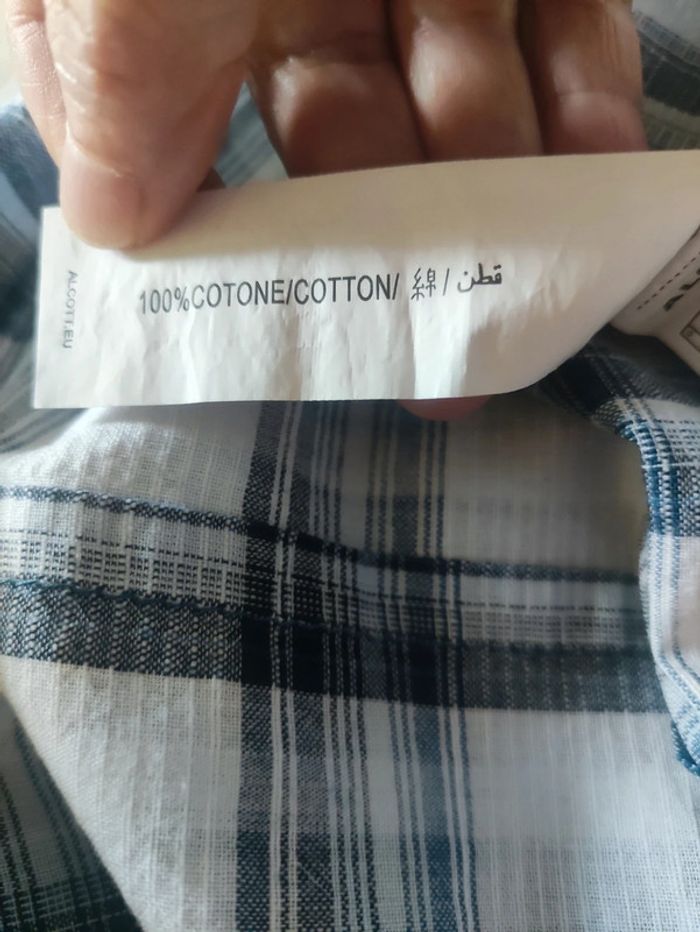 100%COTONE/COTTON/ 綿 / قطن
ALCOTT.EU